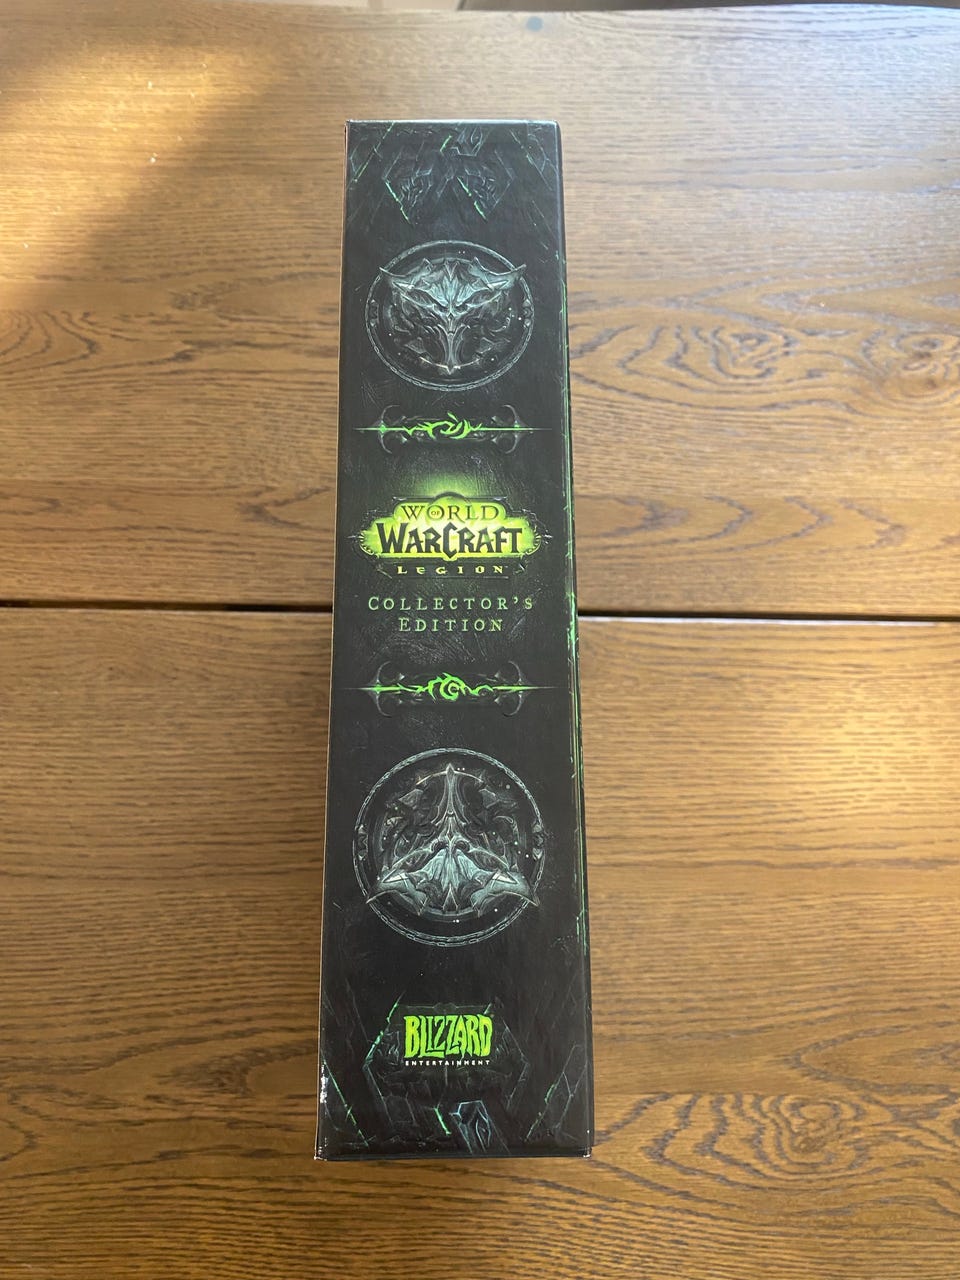 WORLD OF
WARCRAFT
LEGION
COLLECTOR'S
EDITION
BLIZZARD
ENTERTAINMENT